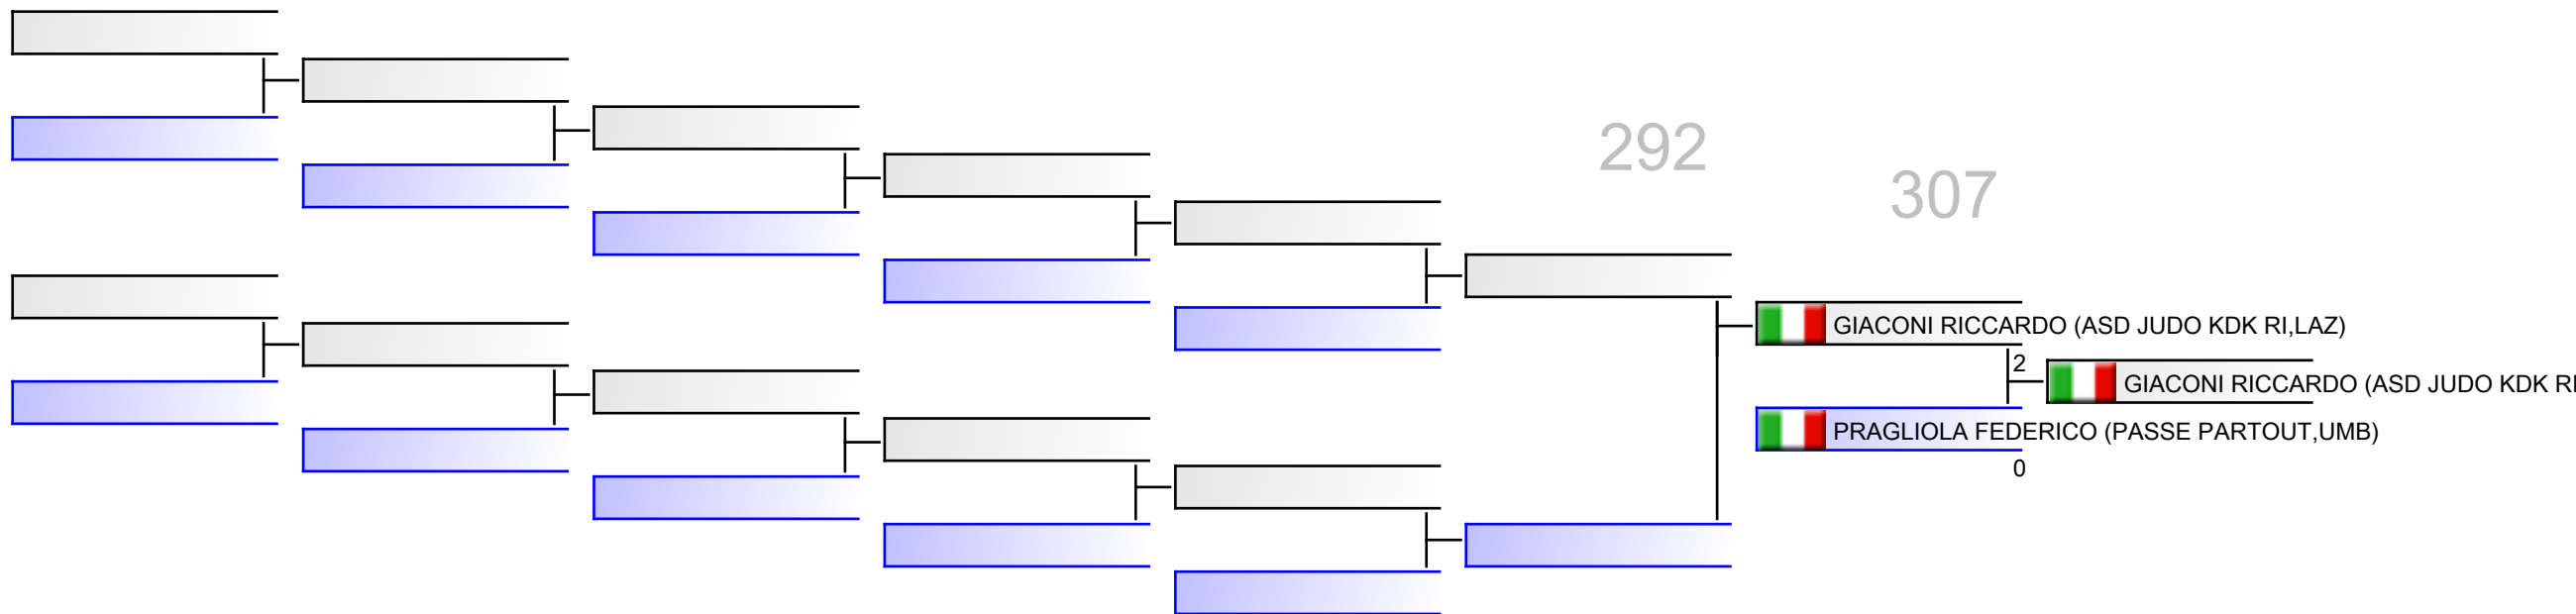 292
307
GIACONI RICCARDO (ASD JUDO KDK RI,LAZ)
2
GIACONI RICCARDO (ASD JUDO KDK RI
PRAGLIOLA FEDERICO (PASSE PARTOUT,UMB)
0